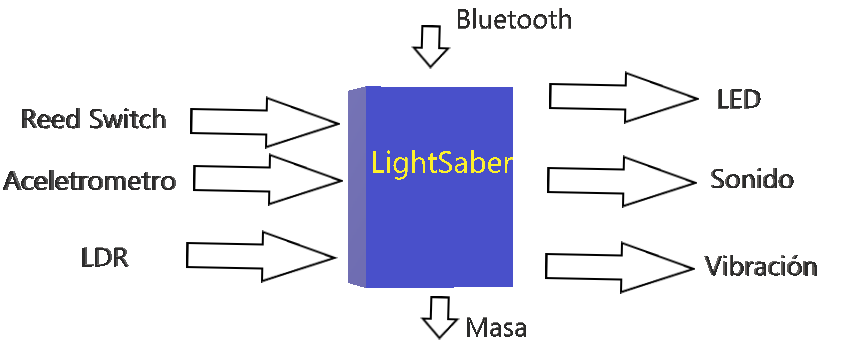 Bluetooth
Reed Switch
LED
Aceletrometro
LightSaber
Sonido
LDR
Vibración
Masa